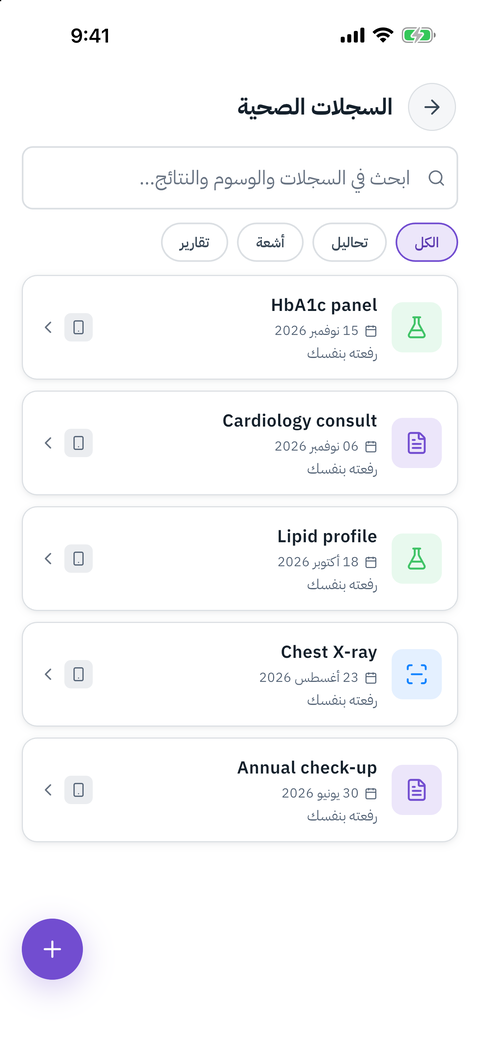 9:41
السجلات الصحية
ابحث في السجلات والوسوم والنتائج...
الكل
تحاليل
أشعة
تقارير
HbA1c panel
15 نوفمبر 2026
رفعته بنفسك
Cardiology consult
06 نوفمبر 2026
رفعته بنفسك
Lipid profile
18 أكتوبر 2026
رفعته بنفسك
Chest X-ray
23 أغسطس 2026
رفعته بنفسك
Annual check-up
30 يونيو 2026
رفعته بنفسك